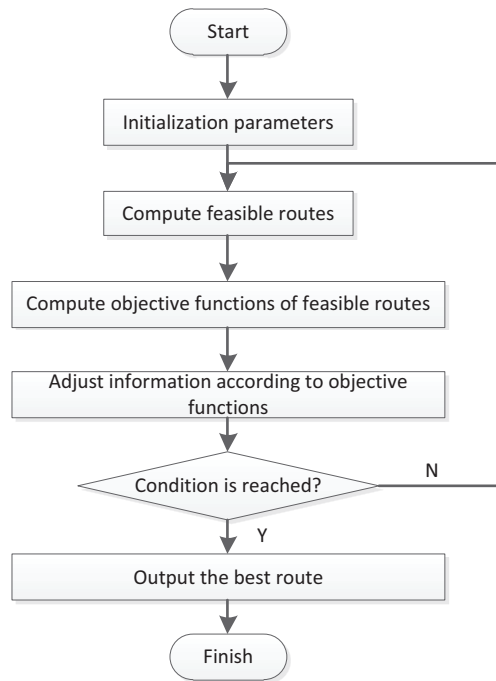 Start
Initialization parameters
Compute feasible routes
Compute objective functions of feasible routes
Adjust information according to objective
functions
Condition is reached?
N
Y
Output the best route
Finish